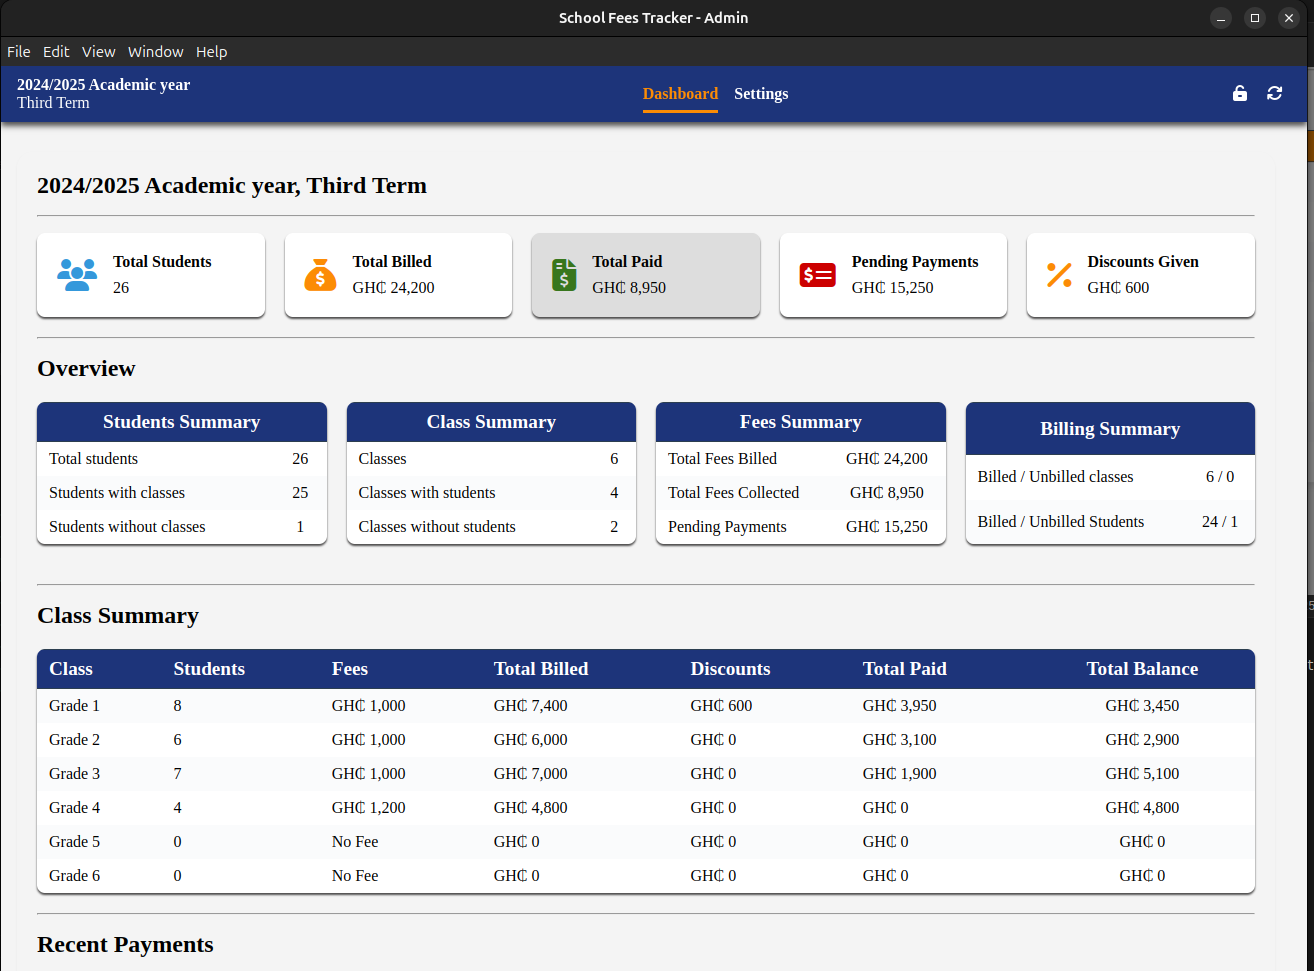 School Fees Tracker - Admin
File Edit View Window Help
2024/2025 Academic year
Third Term
Dashboard Settings
2024/2025 Academic year, Third Term
Total Students
26
Total Billed
GH₵ 24,200
Total Paid
GH₵ 8,950
Pending Payments
GH₵ 15,250
Discounts Given
GH₵ 600
Overview
Students Summary
Total students 26
Students with classes 25
Students without classes 1
Class Summary
Classes 6
Classes with students 4
Classes without students 2
Fees Summary
Total Fees Billed GH₵ 24,200
Total Fees Collected GH₵ 8,950
Pending Payments GH₵ 15,250
Billing Summary
Billed / Unbilled classes 6 / 0
Billed / Unbilled Students 24 / 1
Class Summary
Class Students Fees Total Billed Discounts Total Paid Total Balance
Grade 1 8 GH₵ 1,000 GH₵ 7,400 GH₵ 600 GH₵ 3,950 GH₵ 3,450
Grade 2 6 GH₵ 1,000 GH₵ 6,000 GH₵ 0 GH₵ 3,100 GH₵ 2,900
Grade 3 7 GH₵ 1,000 GH₵ 7,000 GH₵ 0 GH₵ 1,900 GH₵ 5,100
Grade 4 4 GH₵ 1,200 GH₵ 4,800 GH₵ 0 GH₵ 0 GH₵ 4,800
Grade 5 0 No Fee GH₵ 0 GH₵ 0 GH₵ 0 GH₵ 0
Grade 6 0 No Fee GH₵ 0 GH₵ 0 GH₵ 0 GH₵ 0
Recent Payments